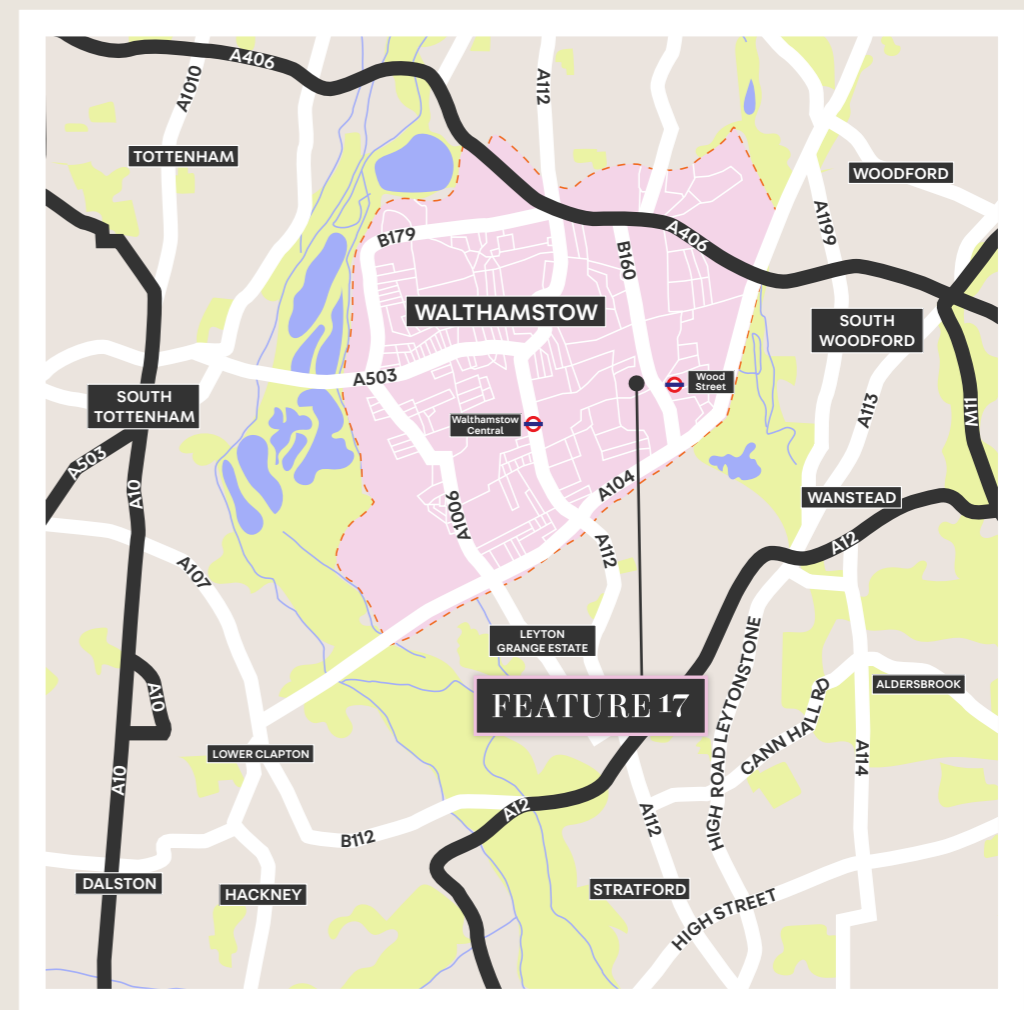 A406
A1010
A112
TOTTENHAM
WOODFORD
A1199
B179
A406
B160
WALTHAMSTOW
SOUTH
WOODFORD
A503
Wood
Street
SOUTH
TOTTENHAM
Walthamstow
Central
A113
M11
A503
A10
A104
WANSTEAD
A1006
A12
A112
A107
LEYTON
GRANGE ESTATE
HIGH ROAD LEYTONSTONE
A10
ALDERSBROOK
FEATURE 17
CANN HALL RD
LOWER CLAPTON
A114
A10
A12
A112
B112
DALSTON
HACKNEY
STRATFORD
HIGH STREET